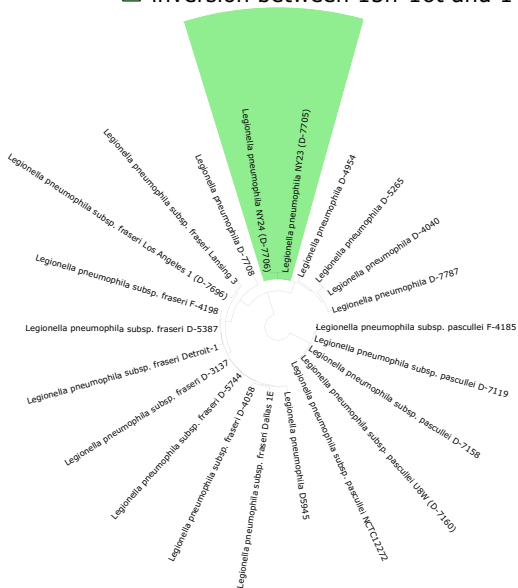 inversion between 15h-16t and 1
Legionella pneumophila NY24 (D-7706)
Legionella pneumophila NY23 (D-7705)
Legionella pneumophila D-4954
Legionella pneumophila D-5265
Legionella pneumophila D-4040
Legionella pneumophila D-7787
Legionella pneumophila subsp. pascullei F-4185
Legionella pneumophila subsp. pascullei D-7119
Legionella pneumophila subsp. pascullei D-7158
Legionella pneumophila subsp. pascullei U8W (D-7160)
Legionella pneumophila subsp. pascullei NCTC12272
Legionella pneumophila D5945
Legionella pneumophila subsp. fraseri Dallas 1E
Legionella pneumophila subsp. fraseri D-4058
Legionella pneumophila subsp. fraseri D-5744
Legionella pneumophila subsp. fraseri D-3137
Legionella pneumophila subsp. fraseri Detroit-1
Legionella pneumophila subsp. fraseri D-5387
Legionella pneumophila subsp. fraseri F-4198
Legionella pneumophila subsp. fraseri Los Angeles 1 (D-7696)
Legionella pneumophila subsp. fraseri Lansing 3
Legionella pneumophila D-7708